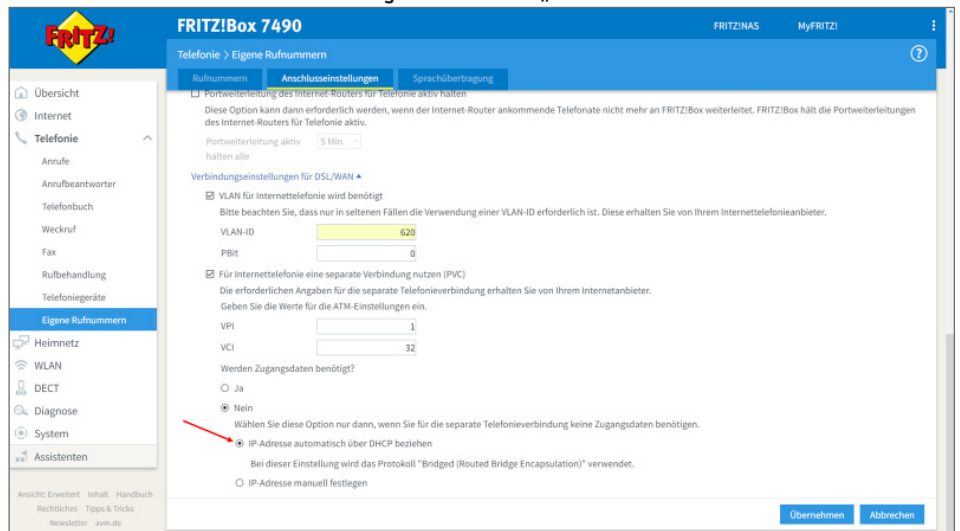 FRITZ!
FRITZ!Box 7490
FRITZ!NAS
MyFRITZ!
Telefonie > Eigene Rufnummern
Rufnummern
Anschlusseinstellungen
Sprachübertragung
Übersicht
Internet
Telefonie
Anrufe
Anrufbeantworter
Telefonbuch
Weckruf
Fax
Rufbehandlung
Telefoniegeräte
Eigene Rufnummern
Heimnetz
WLAN
DECT
Diagnose
System
Assistenten
Ansicht: Erweitert Inhalt Handbuch
Rechtliches Tipps & Tricks
Newsletter avm.de
Portweiterleitung des Internet-Routers für Telefonie aktiv halten
Diese Option kann dann erforderlich werden, wenn der Internet-Router ankommende Telefonate nicht mehr an FRITZ!Box weiterleitet. FRITZ!Box hält die Portweiterleitungen
des Internet-Routers für Telefonie aktiv.
Portweiterleitung aktiv 5 Min.
halten alle
Verbindungseinstellungen für DSL/WAN
VLAN für Internettelefonie wird benötigt
Bitte beachten Sie, dass nur in seltenen Fällen die Verwendung einer VLAN-ID erforderlich ist. Diese erhalten Sie von Ihrem Internettelefonieanbieter.
VLAN-ID 620
PBit 0
Für Internettelefonie eine separate Verbindung nutzen (PVC)
Die erforderlichen Angaben für die separate Telefonieverbindung erhalten Sie von Ihrem Internetanbieter.
Geben Sie die Werte für die ATM-Einstellungen ein.
VPI 1
VCI 32
Werden Zugangsdaten benötigt?
Ja
Nein
Wählen Sie diese Option nur dann, wenn Sie für die separate Telefonieverbindung keine Zugangsdaten benötigen.
IP-Adresse automatisch über DHCP beziehen
Bei dieser Einstellung wird das Protokoll "Bridged (Routed Bridge Encapsulation)" verwendet.
IP-Adresse manuell festlegen
Übernehmen
Abbrechen